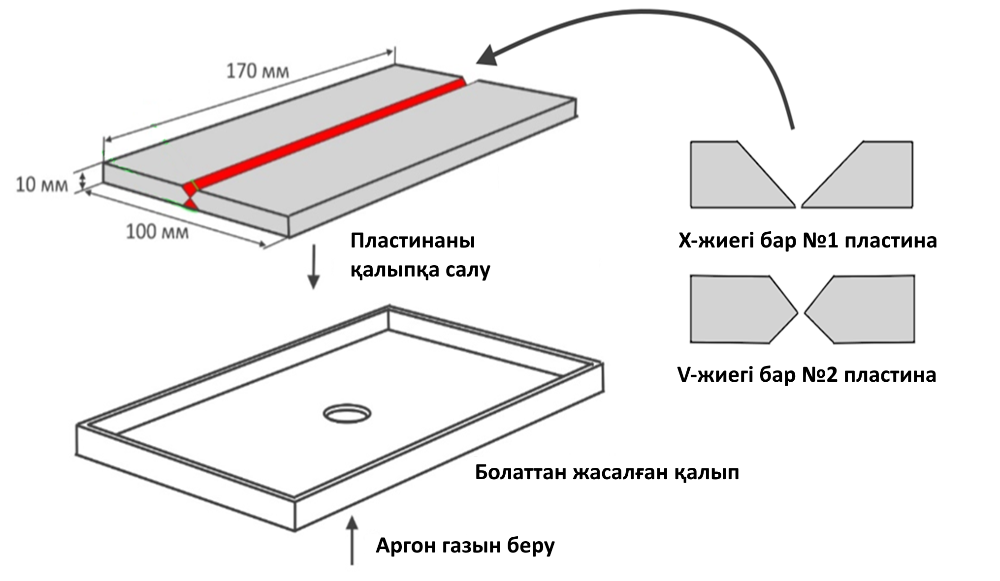 170 мм
10 мм
100 мм
Пластинаны
қалыпқа салу
X-жиегі бар №1 пластина
V-жиегі бар №2 пластина
Болаттан жасалған қалып
Аргон газын беру